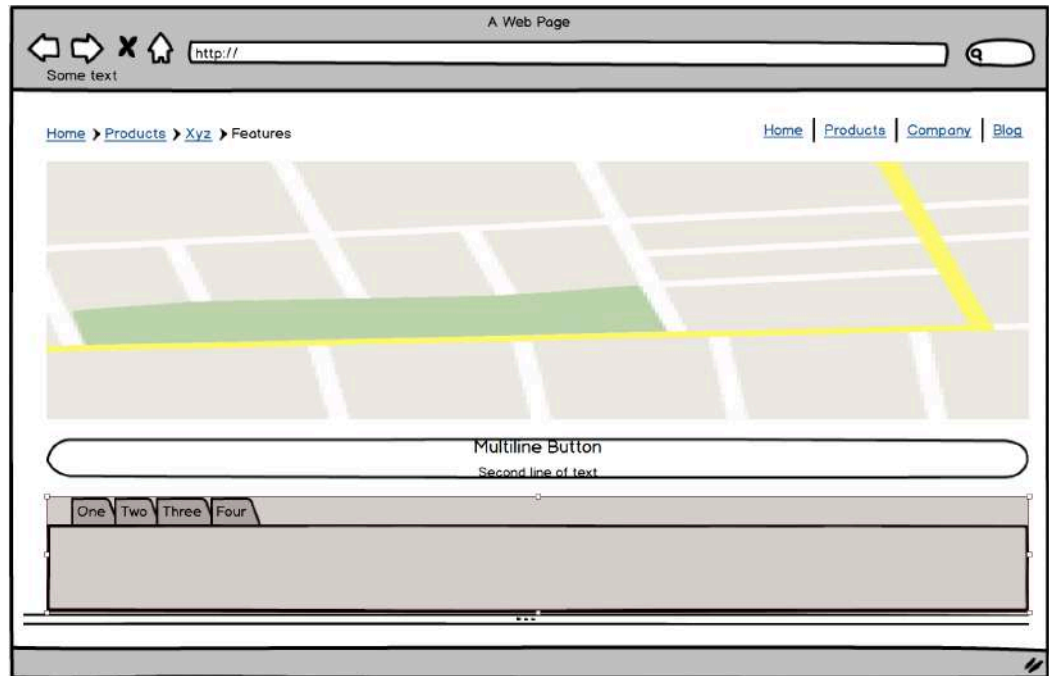 A Web Page
http://
Some text
Home > Products > Xyz > Features
Home | Products | Company | Blog
Multiline Button
Second line of text
One Two Three Four